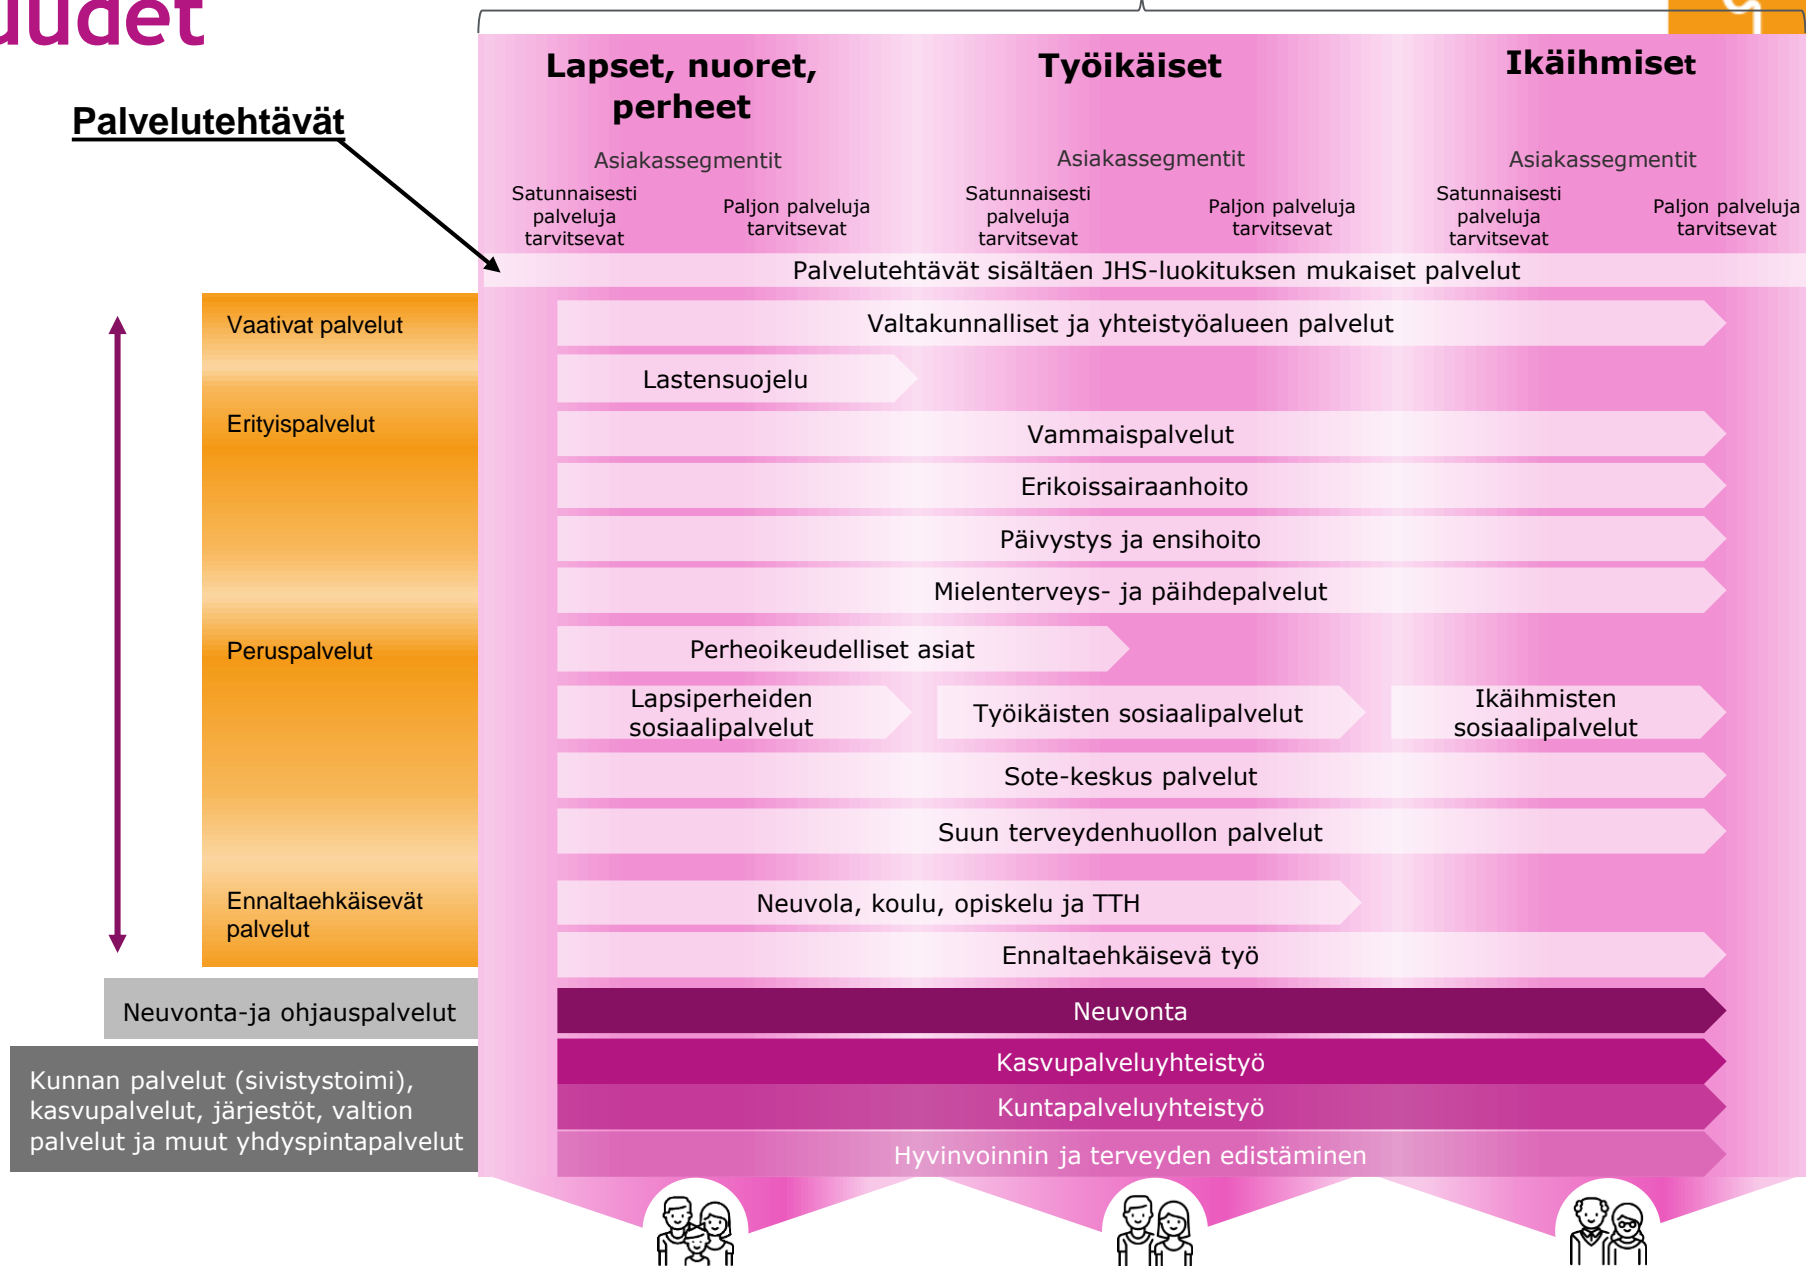 uudet
Lapset, nuoret,
perheet
Työikäiset
Ikäihmiset
Palvelutehtävät
Asiakassegmentit
Asiakassegmentit
Asiakassegmentit
Satunnaisesti
palveluja
tarvitsevat
Paljon palveluja
tarvitsevat
Satunnaisesti
palveluja
tarvitsevat
Paljon palveluja
tarvitsevat
Satunnaisesti
palveluja
tarvitsevat
Paljon palveluja
tarvitsevat
Palvelutehtävät sisältäen JHS-luokituksen mukaiset palvelut
Vaativat palvelut
Valtakunnalliset ja yhteistyöalueen palvelut
Lastensuojelu
Erityispalvelut
Vammaispalvelut
Erikoissairaanhoito
Päivystys ja ensihoito
Mielenterveys- ja päihdepalvelut
Peruspalvelut
Perheoikeudelliset asiat
Lapsiperheiden
sosiaalipalvelut
Työikäisten sosiaalipalvelut
Ikäihmisten
sosiaalipalvelut
Sote-keskus palvelut
Suun terveydenhuollon palvelut
Ennaltaehkäisevät
palvelut
Neuvola, koulu, opiskelu ja TTH
Ennaltaehkäisevä työ
Neuvonta-ja ohjauspalvelut
Neuvonta
Kunnan palvelut (sivistystoimi),
kasvupalvelut, järjestöt, valtion
palvelut ja muut yhdyspintapalvelut
Kasvupalveluyhteistyö
Kuntapalveluyhteistyö
Hyvinvoinnin ja terveyden edistäminen